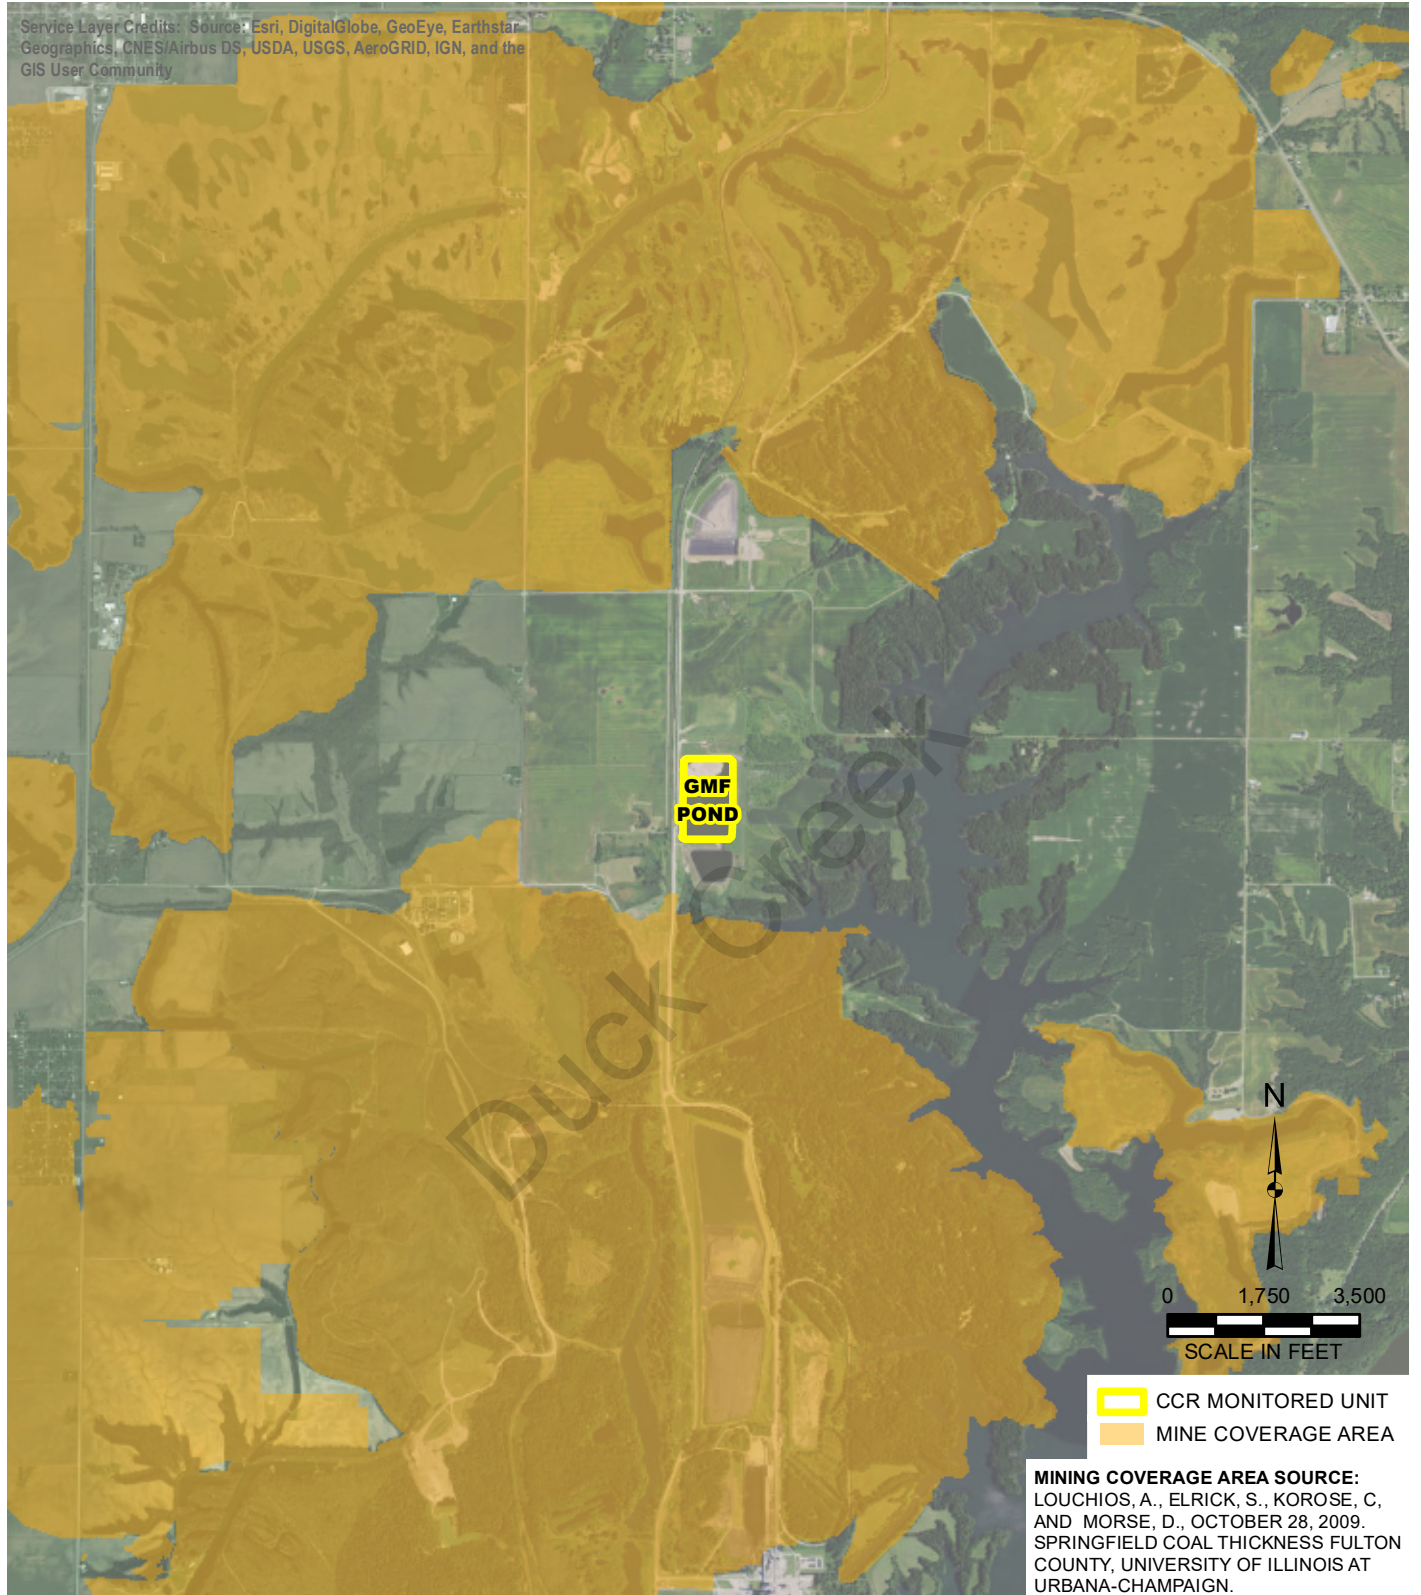 Service Layer Credits: Source: Esri, DigitalGlobe, GeoEye, Earthstar
Geographics, CNES/Airbus DS, USDA, USGS, AeroGRID, IGN, and the
GIS User Community
GMF
POND
Duck Creek
N
0 1,750 3,500
SCALE IN FEET
CCR MONITORED UNIT
MINE COVERAGE AREA
MINING COVERAGE AREA SOURCE:
LOUCHIOS, A., ELRICK, S., KOROSE, C,
AND MORSE, D., OCTOBER 28, 2009.
SPRINGFIELD COAL THICKNESS FULTON
COUNTY, UNIVERSITY OF ILLINOIS AT
URBANA-CHAMPAIGN.